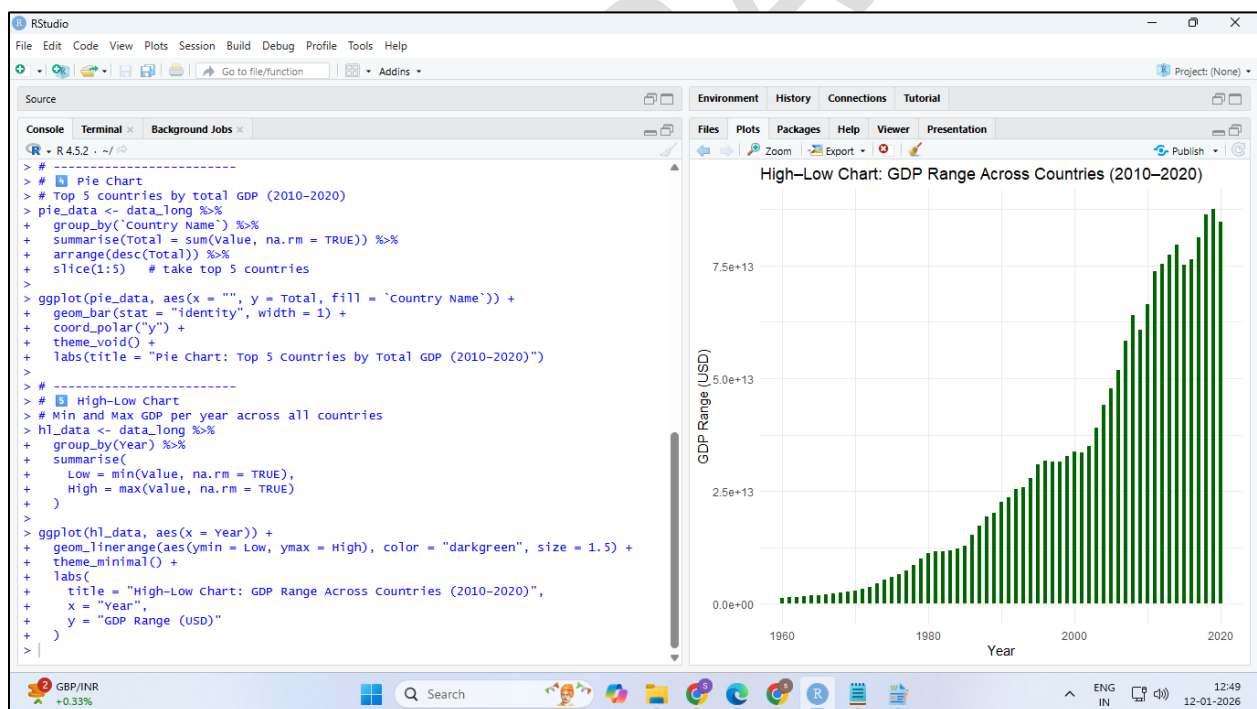 RStudio
File Edit Code View Plots Session Build Debug Profile Tools Help
Go to file/function
Addins
Project: (None)
Source
Console Terminal Background Jobs
R 4.5.2 · ~/
> # --------------------------
> # 4 Pie Chart
> # Top 5 countries by total GDP (2010–2020)
> pie_data <- data_long %>%
+   group_by(`Country Name`) %>%
+   summarise(Total = sum(Value, na.rm = TRUE)) %>%
+   arrange(desc(Total)) %>%
+   slice(1:5)   # take top 5 countries
>
> ggplot(pie_data, aes(x = "", y = Total, fill = `Country Name`)) +
+   geom_bar(stat = "identity", width = 1) +
+   coord_polar("y") +
+   theme_void() +
+   labs(title = "Pie Chart: Top 5 Countries by Total GDP (2010–2020)")
>
> # --------------------------
> # 5 High–Low Chart
> # Min and Max GDP per year across all countries
> hl_data <- data_long %>%
+   group_by(Year) %>%
+   summarise(
+     Low = min(Value, na.rm = TRUE),
+     High = max(Value, na.rm = TRUE)
+   )
>
> ggplot(hl_data, aes(x = Year)) +
+   geom_linerange(aes(ymin = Low, ymax = High), color = "darkgreen", size = 1.5) +
+   theme_minimal() +
+   labs(
+     title = "High–Low Chart: GDP Range Across Countries (2010–2020)",
+     x = "Year",
+     y = "GDP Range (USD)"
+   )
>
Environment History Connections Tutorial
Files Plots Packages Help Viewer Presentation
Zoom Export Publish
High–Low Chart: GDP Range Across Countries (2010–2020)
GDP Range (USD)
7.5e+13
5.0e+13
2.5e+13
0.0e+00
1960 1980 2000 2020
Year
2
GBP/INR
+0.33%
Search
ENG
IN
12:49
12-01-2026